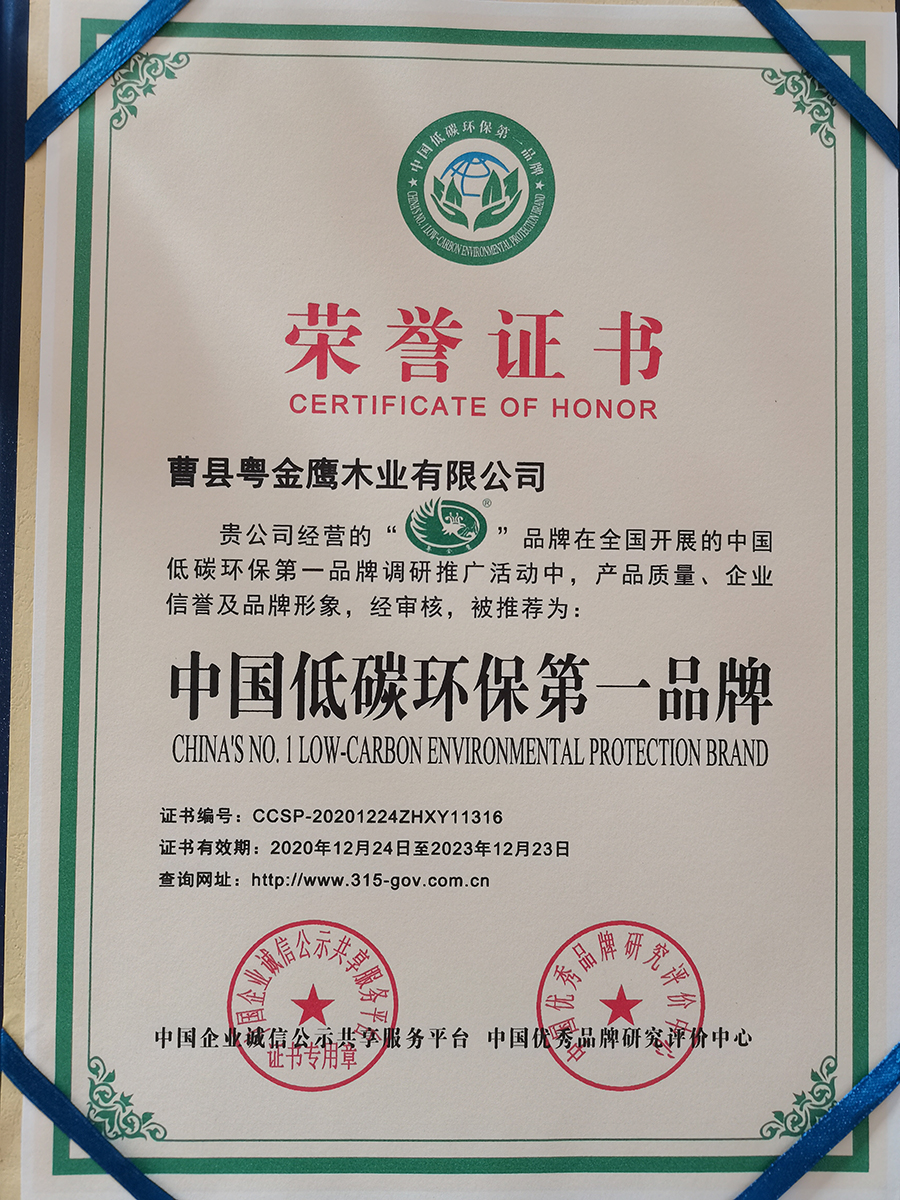 中国低碳环保第一品牌
CHINA'S NO.1 LOW-CARBON ENVIRONMENTAL PROTECTION BRAND
荣誉证书
CERTIFICATE OF HONOR
曹县粤金鹰木业有限公司
贵公司经营的“粤金鹰®”品牌在全国开展的中国
低碳环保第一品牌调研推广活动中，产品质量、企业
信誉及品牌形象，经审核，被推荐为：
中国低碳环保第一品牌
CHINA'S NO. 1 LOW-CARBON ENVIRONMENTAL PROTECTION BRAND
证书编号：CCSP-20201224ZHXY11316
证书有效期：2020年12月24日至2023年12月23日
查询网址：http://www.315-gov.com.cn
中国企业诚信公示共享服务平台
证书专用章
中国优秀品牌研究评价中心
中国企业诚信公示共享服务平台 中国优秀品牌研究评价中心